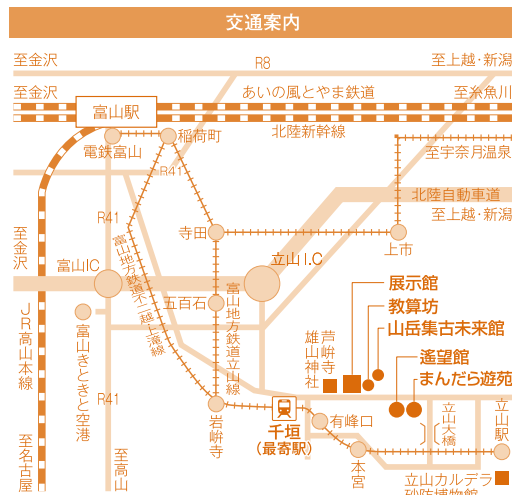 交通案内
至金沢
R8
至上越・新潟
至金沢
あいの風とやま鉄道
至糸魚川
富山駅
北陸新幹線
電鉄富山
稲荷町
至宇奈月温泉
R41
北陸自動車道
至上越・新潟
R41
至金沢
富山地方鉄道不二越上滝線
寺田
上市
立山I.C
富山IC
五百石
富山地方鉄道立山線
展示館
教算坊
山岳集古未来館
芦峅寺
雄山神社
遙望館
まんだら遊苑
JR高山本線
富山きときと空港
R41
岩峅寺
千垣
(最寄駅)
有峰口
立山大橋
立山駅
本宮
至名古屋
至高山
立山カルデラ
砂防博物館